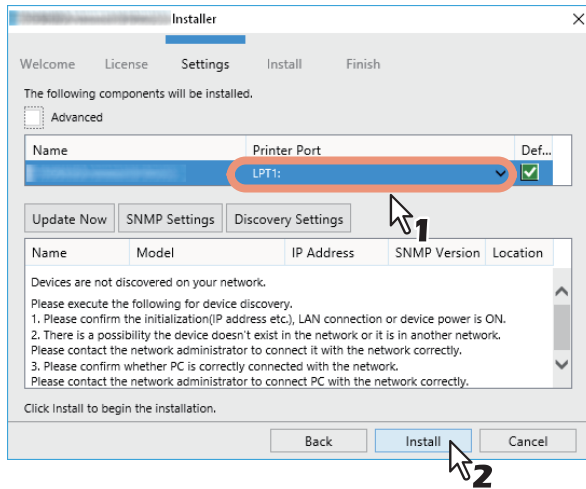 Installer
Welcome License Settings Install Finish
The following components will be installed.
Advanced
Name Printer Port Def...
LPT1:
1
Update Now SNMP Settings Discovery Settings
Name Model IP Address SNMP Version Location
Devices are not discovered on your network.
Please execute the following for device discovery.
1. Please confirm the initialization(IP address etc.), LAN connection or device power is ON.
2. There is a possibility the device doesn't exist in the network or it is in another network.
Please contact the network administrator to connect it with the network correctly.
3. Please confirm whether PC is correctly connected with the network.
Please contact the network administrator to connect PC with the network correctly.
Click Install to begin the installation.
Back Install Cancel
2